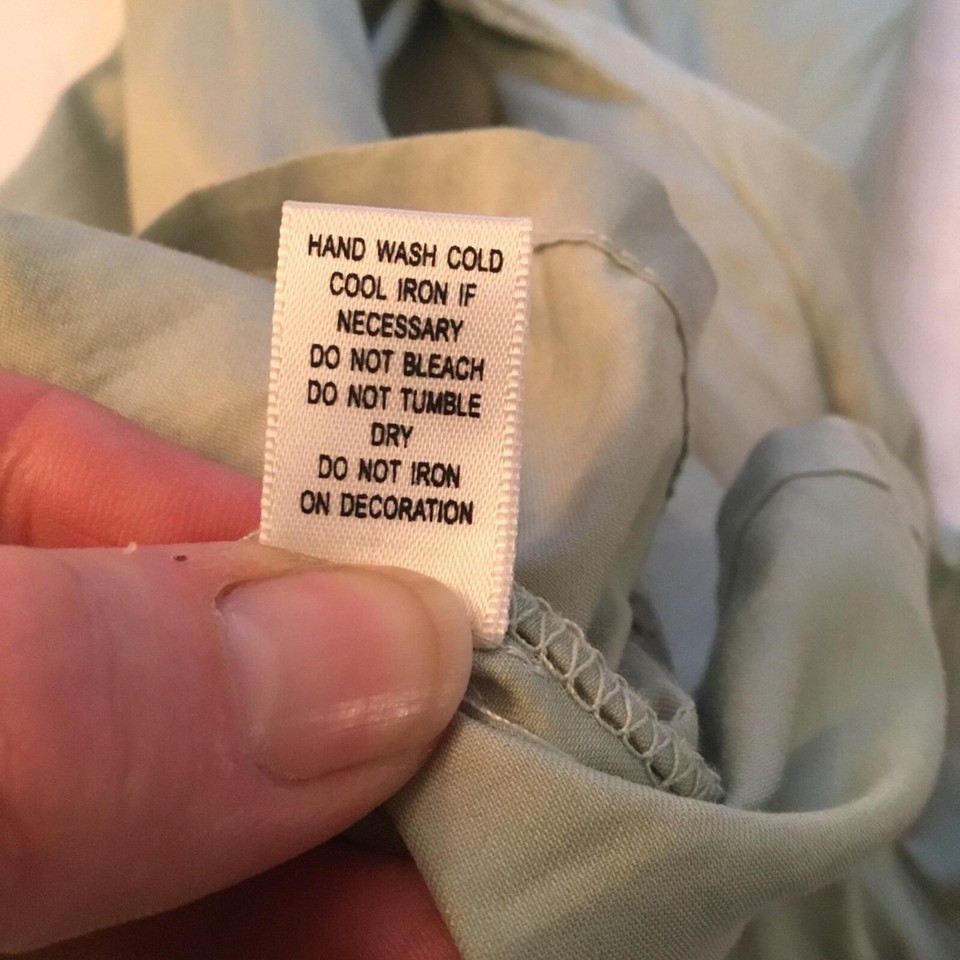 HAND WASH COLD
COOL IRON IF
NECESSARY
DO NOT BLEACH
DO NOT TUMBLE
DRY
DO NOT IRON
ON DECORATION